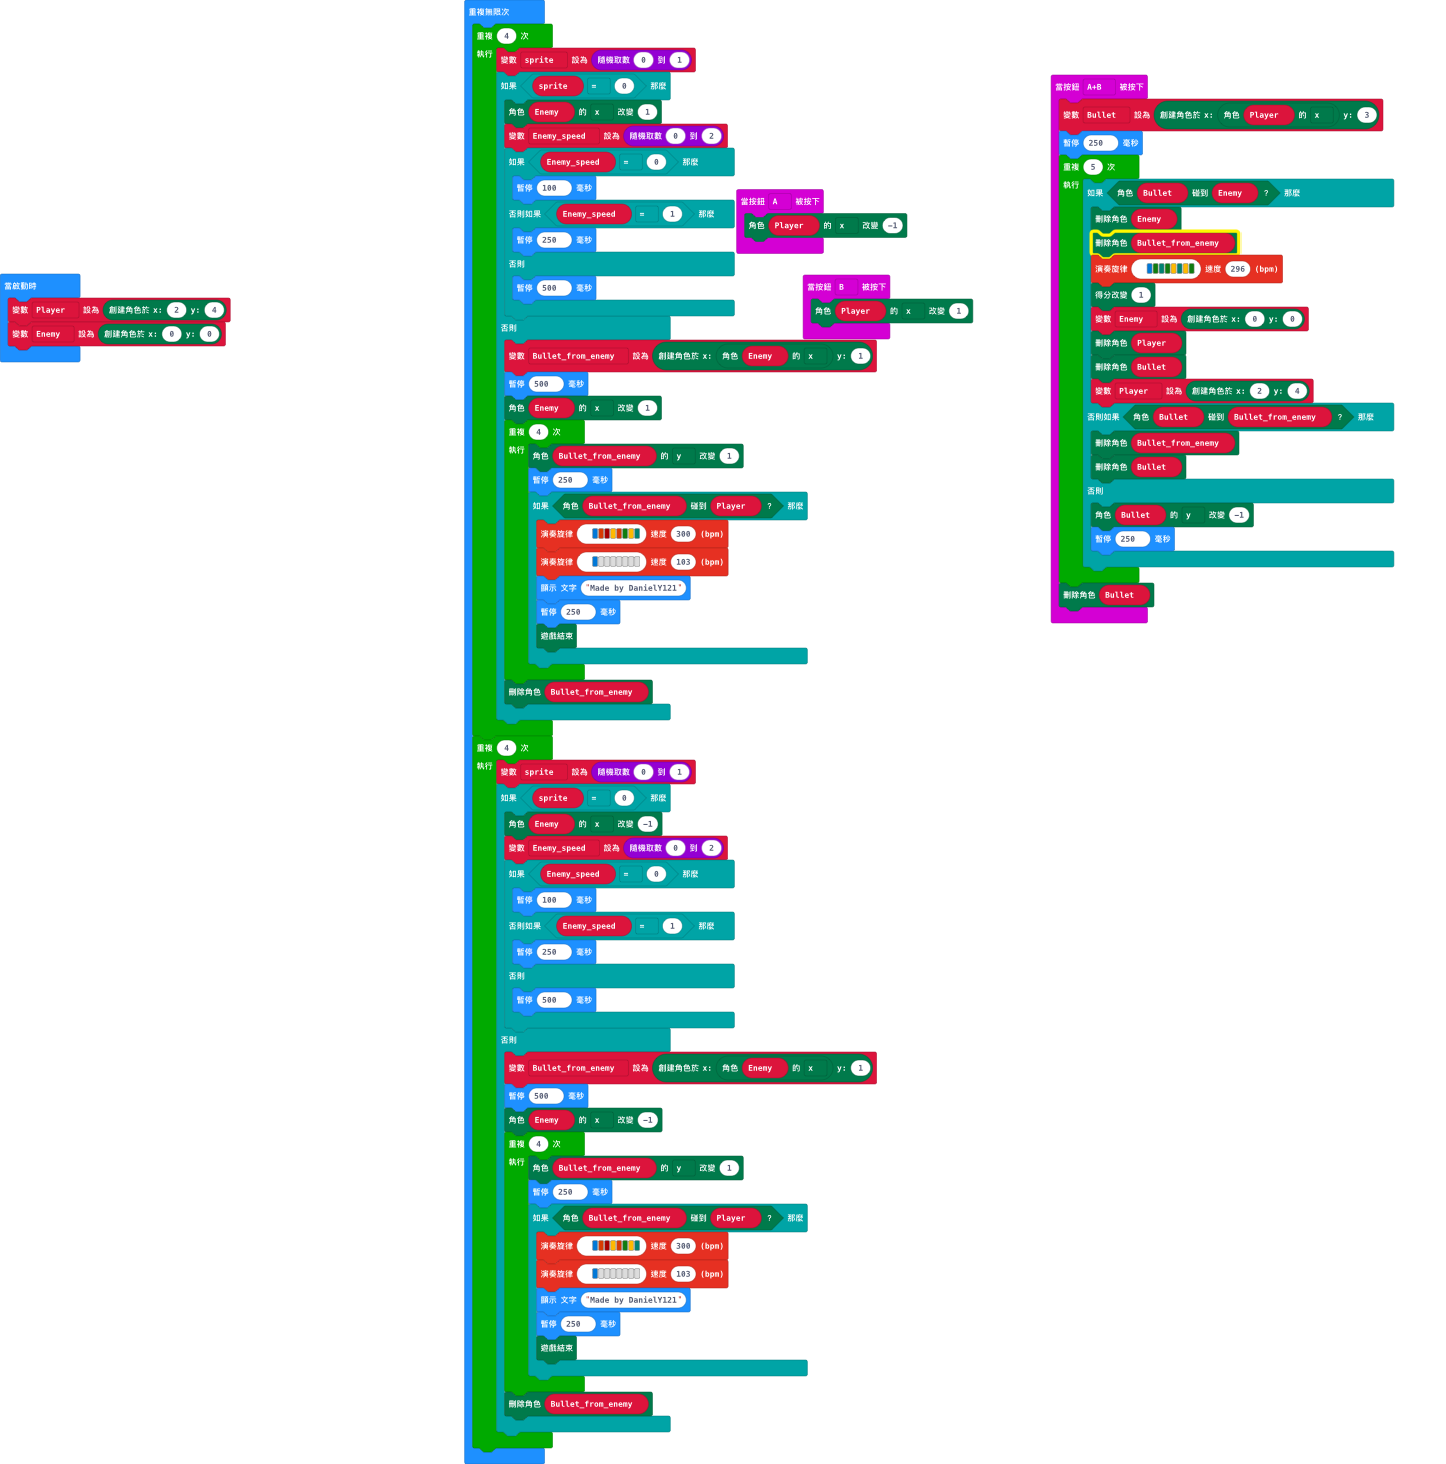 當啟動時
變數 Player 設為 創建角色於 x: 2 y: 4
變數 Enemy 設為 創建角色於 x: 0 y: 0
重複無限次
重複 4 次
執行
變數 sprite 設為 隨機取數 0 到 1
如果 sprite = 0 那麼
角色 Enemy 的 x 改變 1
變數 Enemy_speed 設為 隨機取數 0 到 2
如果 Enemy_speed = 0 那麼
暫停 100 毫秒
否則如果 Enemy_speed = 1 那麼
暫停 250 毫秒
否則
暫停 500 毫秒
否則
變數 Bullet_from_enemy 設為 創建角色於 x: 角色 Enemy 的 x y: 1
暫停 500 毫秒
角色 Enemy 的 x 改變 1
重複 4 次
執行
角色 Bullet_from_enemy 的 y 改變 1
暫停 250 毫秒
如果 角色 Bullet_from_enemy 碰到 Player ? 那麼
演奏旋律 速度 300 (bpm)
演奏旋律 速度 103 (bpm)
顯示 文字 "Made by DanielY121"
暫停 250 毫秒
遊戲結束
刪除角色 Bullet_from_enemy
重複 4 次
執行
變數 sprite 設為 隨機取數 0 到 1
如果 sprite = 0 那麼
角色 Enemy 的 x 改變 -1
變數 Enemy_speed 設為 隨機取數 0 到 2
如果 Enemy_speed = 0 那麼
暫停 100 毫秒
否則如果 Enemy_speed = 1 那麼
暫停 250 毫秒
否則
暫停 500 毫秒
否則
變數 Bullet_from_enemy 設為 創建角色於 x: 角色 Enemy 的 x y: 1
暫停 500 毫秒
角色 Enemy 的 x 改變 -1
重複 4 次
執行
角色 Bullet_from_enemy 的 y 改變 1
暫停 250 毫秒
如果 角色 Bullet_from_enemy 碰到 Player ? 那麼
演奏旋律 速度 300 (bpm)
演奏旋律 速度 103 (bpm)
顯示 文字 "Made by DanielY121"
暫停 250 毫秒
遊戲結束
刪除角色 Bullet_from_enemy
當按鈕 A 被按下
角色 Player 的 x 改變 -1
當按鈕 B 被按下
角色 Player 的 x 改變 1
當按鈕 A+B 被按下
變數 Bullet 設為 創建角色於 x: 角色 Player 的 x y: 3
暫停 250 毫秒
重複 5 次
執行
如果 角色 Bullet 碰到 Enemy ? 那麼
刪除角色 Enemy
刪除角色 Bullet_from_enemy
演奏旋律 速度 296 (bpm)
得分改變 1
變數 Enemy 設為 創建角色於 x: 0 y: 0
刪除角色 Player
刪除角色 Bullet
變數 Player 設為 創建角色於 x: 2 y: 4
否則如果 角色 Bullet 碰到 Bullet_from_enemy ? 那麼
刪除角色 Bullet_from_enemy
刪除角色 Bullet
否則
角色 Bullet 的 y 改變 -1
暫停 250 毫秒
刪除角色 Bullet